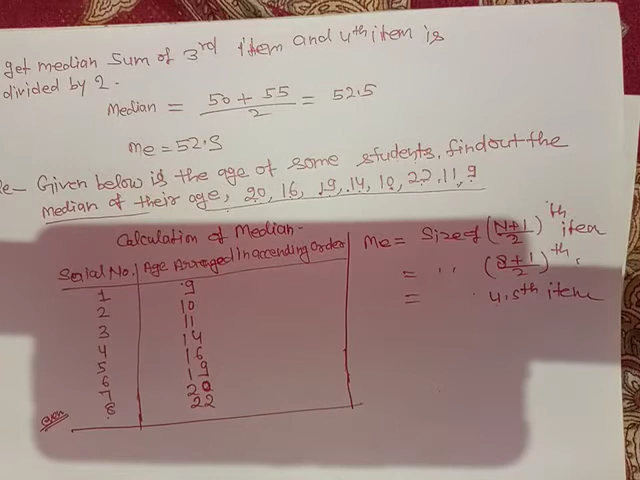 get median sum of 3rd item and 4th item is
divided by 2.
Median = 50 + 55 / 2 = 52.5
Me = 52.5
le- Given below is the age of some students, findout the
median of their age, 20, 16, 19, 14, 10, 22, 11, 9
Calculation of Median-
Serial No. Age Arranged in accending order
1 9
2 10
3 11
4 14
5 16
6 19
7 20
8 22
Me = Size of (N+1/2)th item
= " (8+1/2)th "
= 4.5th item